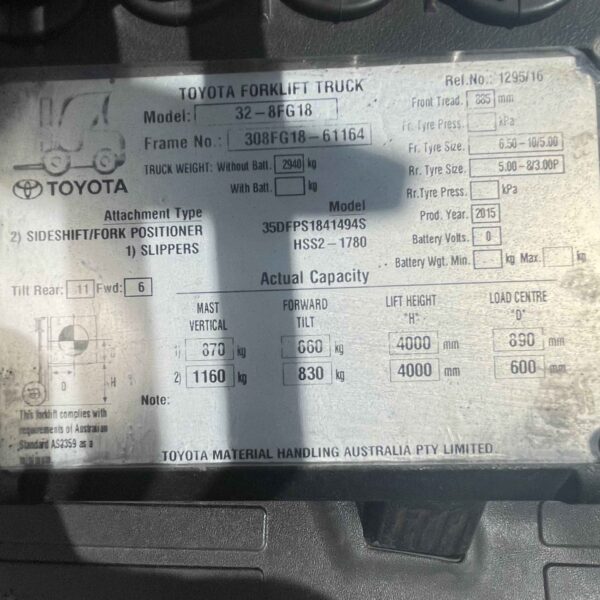 TOYOTA FORKLIFT TRUCK
Rel.No.: 1295/16
Model: 32-8FG18
Frame No.: 308FG18-61164
TRUCK WEIGHT: Without Batt. 2940 kg
With Batt. kg
TOYOTA
Front Tread. 885 mm
Fr. Tyre Press. kPa
Fr. Tyre Size. 6.50-10/5.00
Rr. Tyre Size. 5.00-8/3.00P
Rr. Tyre Press. kPa
Prod. Year. 2015
Battery Volts. 0
Battery Wgt. Min. kg Max. kg
Attachment Type Model
2) SIDESHIFT/FORK POSITIONER 35DFPS1841494S
1) SLIPPERS HSS2-1780
Actual Capacity
Tilt Rear: 11 Fwd: 6
MAST VERTICAL FORWARD TILT LIFT HEIGHT "H" LOAD CENTRE "D"
1) 870 kg 660 kg 4000 mm 890 mm
2) 1160 kg 830 kg 4000 mm 600 mm
D
H
Note:
This forklift complies with
requirements of Australian
Standard AS2359 as a
minimum.
TOYOTA MATERIAL HANDLING AUSTRALIA PTY LIMITED